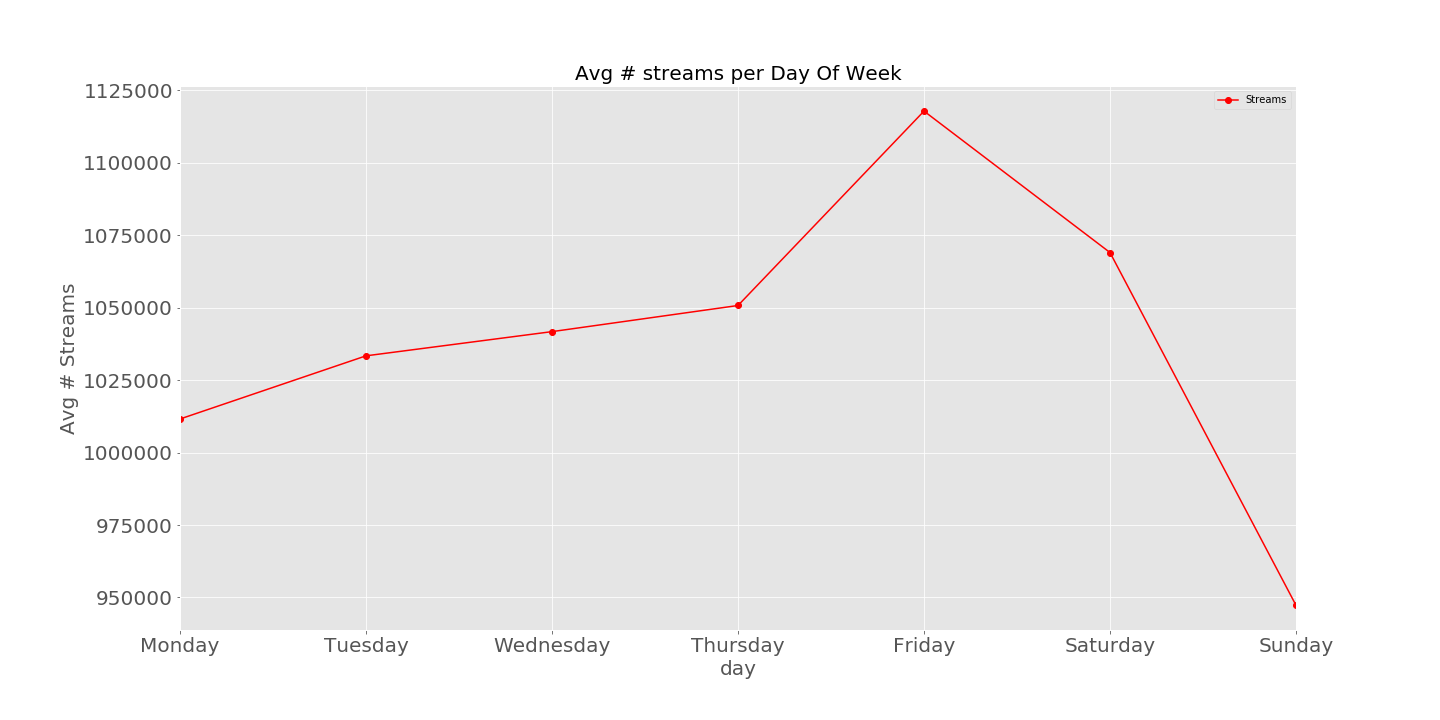 Avg # streams per Day Of Week
Streams
Avg # Streams
1125000
1100000
1075000
1050000
1025000
1000000
975000
950000
Monday Tuesday Wednesday Thursday Friday Saturday Sunday
day